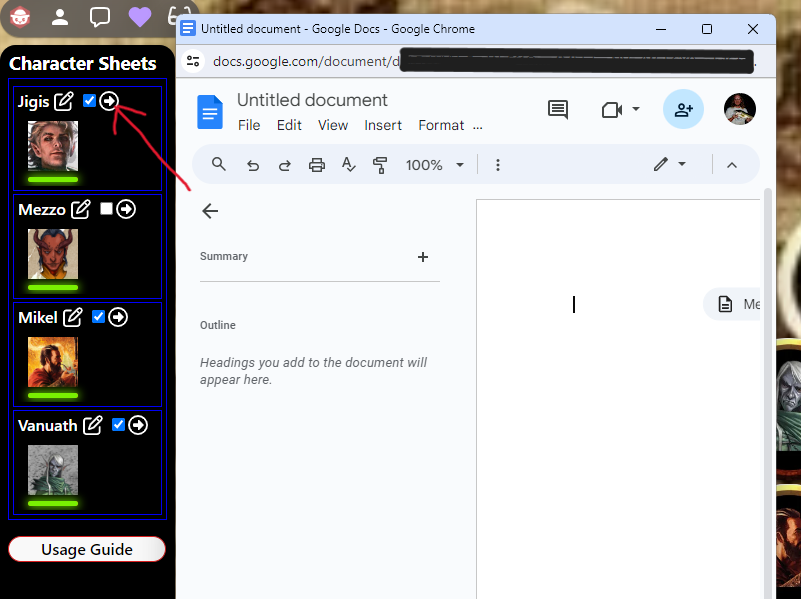 Untitled document - Google Docs - Google Chrome
docs.google.com/document/d
Character Sheets
Jigis
Mezzo
Mikel
Vanuath
Usage Guide
Untitled document
File Edit View Insert Format ...
100%
Summary
Outline
Headings you add to the document will
appear here.
Me